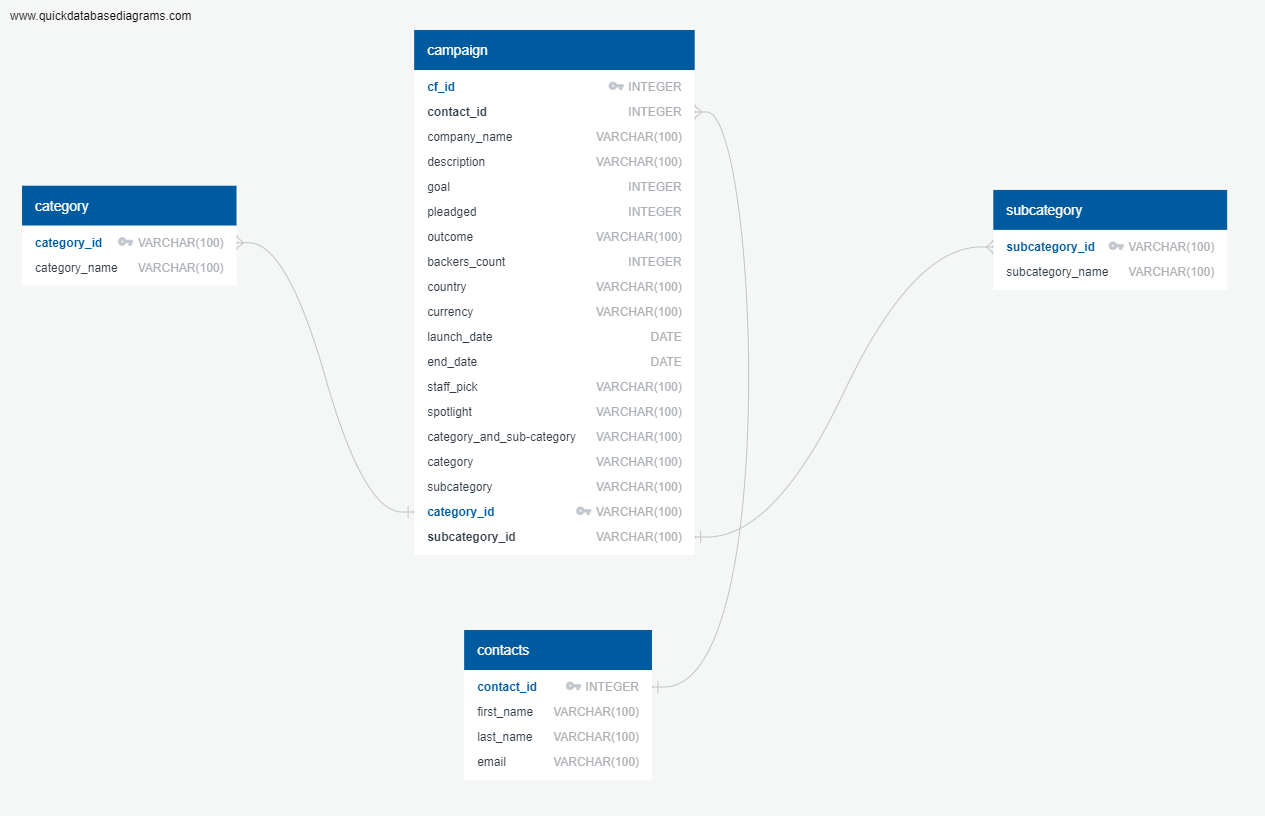 www.quickdatabasediagrams.com
campaign
cf_id INTEGER
contact_id INTEGER
company_name VARCHAR(100)
description VARCHAR(100)
goal INTEGER
pleadged INTEGER
outcome VARCHAR(100)
backers_count INTEGER
country VARCHAR(100)
currency VARCHAR(100)
launch_date DATE
end_date DATE
staff_pick VARCHAR(100)
spotlight VARCHAR(100)
category_and_sub-category VARCHAR(100)
category VARCHAR(100)
subcategory VARCHAR(100)
category_id VARCHAR(100)
subcategory_id VARCHAR(100)
category
category_id VARCHAR(100)
category_name VARCHAR(100)
subcategory
subcategory_id VARCHAR(100)
subcategory_name VARCHAR(100)
contacts
contact_id INTEGER
first_name VARCHAR(100)
last_name VARCHAR(100)
email VARCHAR(100)